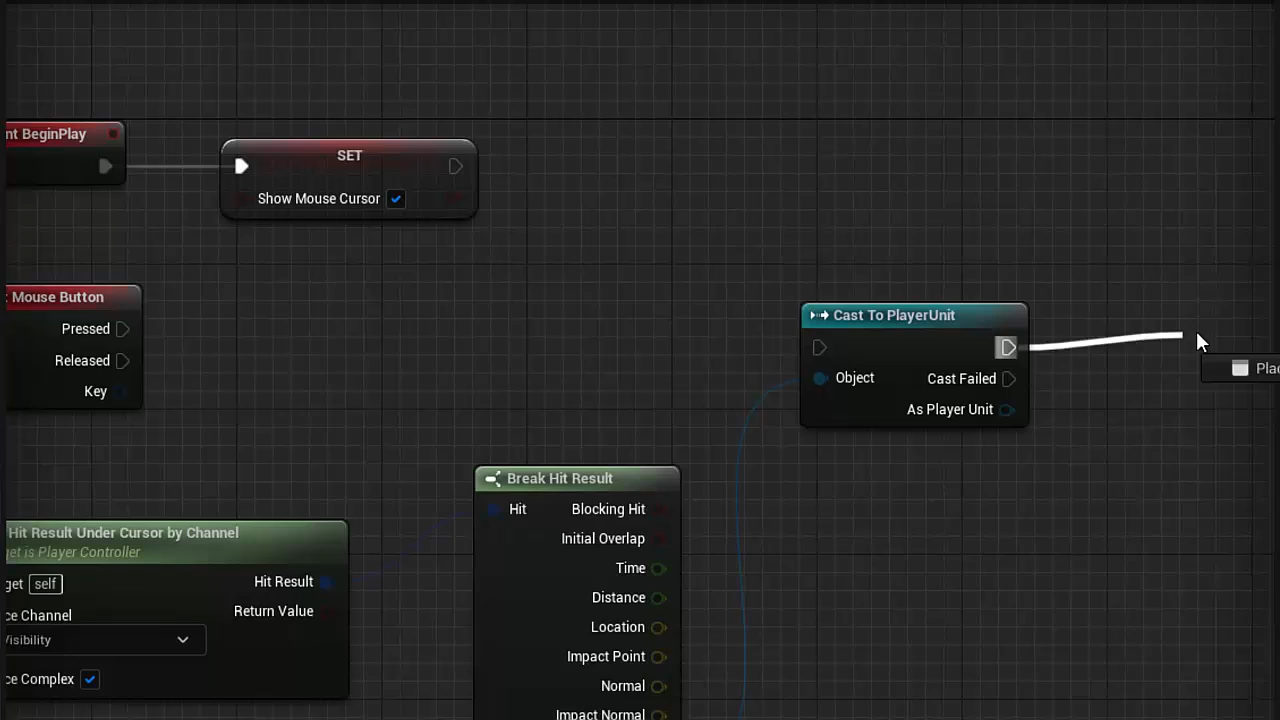 nt BeginPlay
SET
Show Mouse Cursor
Mouse Button
Pressed
Released
Key
Cast To PlayerUnit
Object
Cast Failed
As Player Unit
Plac
Break Hit Result
Hit
Blocking Hit
Initial Overlap
Time
Distance
Location
Impact Point
Normal
Impact Normal
Hit Result Under Cursor by Channel
get is Player Controller
get self
Hit Result
ce Channel
Return Value
Visibility
ce Complex